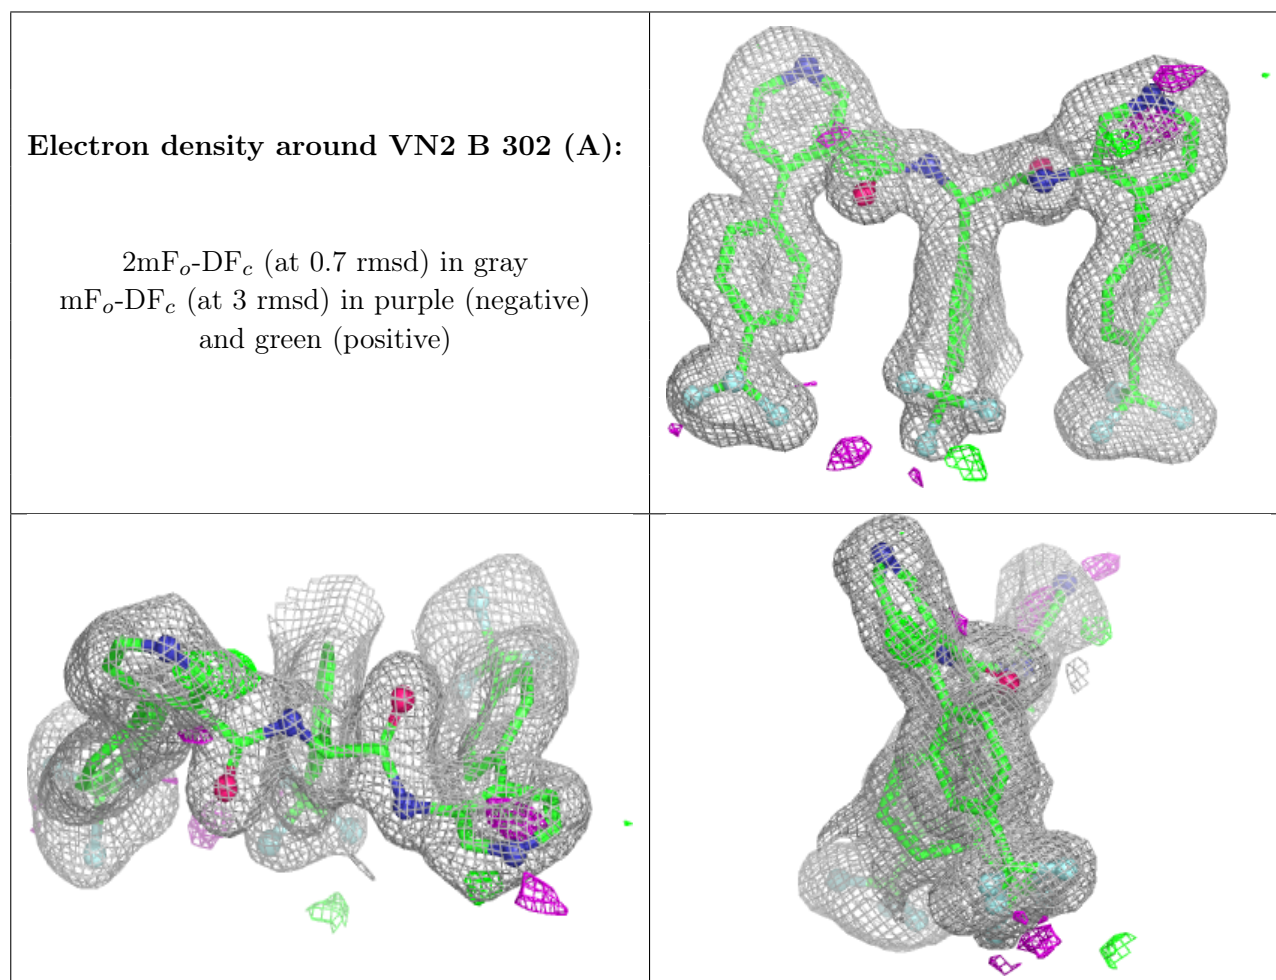 Electron density around VN2 B 302 (A):
2mFₒ-DF𝒸 (at 0.7 rmsd) in gray
mFₒ-DF𝒸 (at 3 rmsd) in purple (negative)
and green (positive)